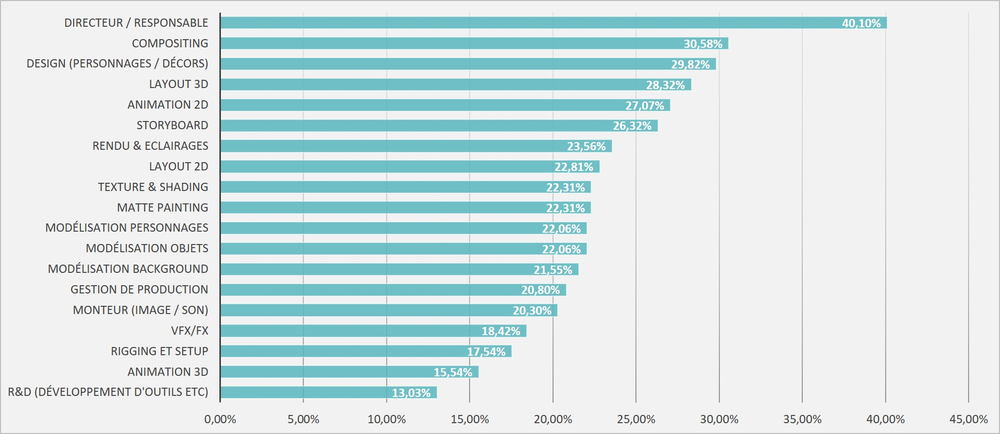 DIRECTEUR / RESPONSABLE 40,10%
COMPOSITING 30,58%
DESIGN (PERSONNAGES / DÉCORS) 29,82%
LAYOUT 3D 28,32%
ANIMATION 2D 27,07%
STORYBOARD 26,32%
RENDU & ECLAIRAGES 23,56%
LAYOUT 2D 22,81%
TEXTURE & SHADING 22,31%
MATTE PAINTING 22,31%
MODÉLISATION PERSONNAGES 22,06%
MODÉLISATION OBJETS 22,06%
MODÉLISATION BACKGROUND 21,55%
GESTION DE PRODUCTION 20,80%
MONTEUR (IMAGE / SON) 20,30%
VFX/FX 18,42%
RIGGING ET SETUP 17,54%
ANIMATION 3D 15,54%
R&D (DÉVELOPPEMENT D'OUTILS ETC) 13,03%
0,00% 5,00% 10,00% 15,00% 20,00% 25,00% 30,00% 35,00% 40,00% 45,00%